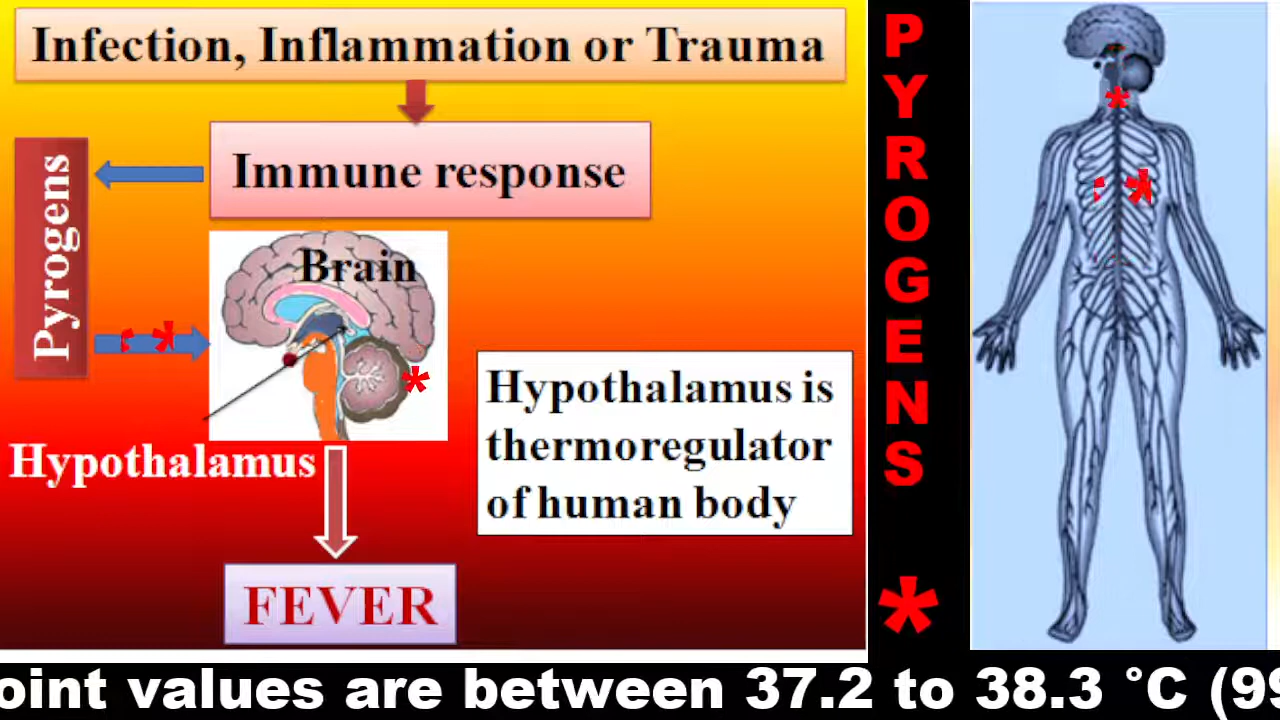 Infection, Inflammation or Trauma
Immune response
Pyrogens
Brain
Hypothalamus is
thermoregulator
of human body
Hypothalamus
FEVER
PYROGENS
*
oint values are between 37.2 to 38.3 °C (99